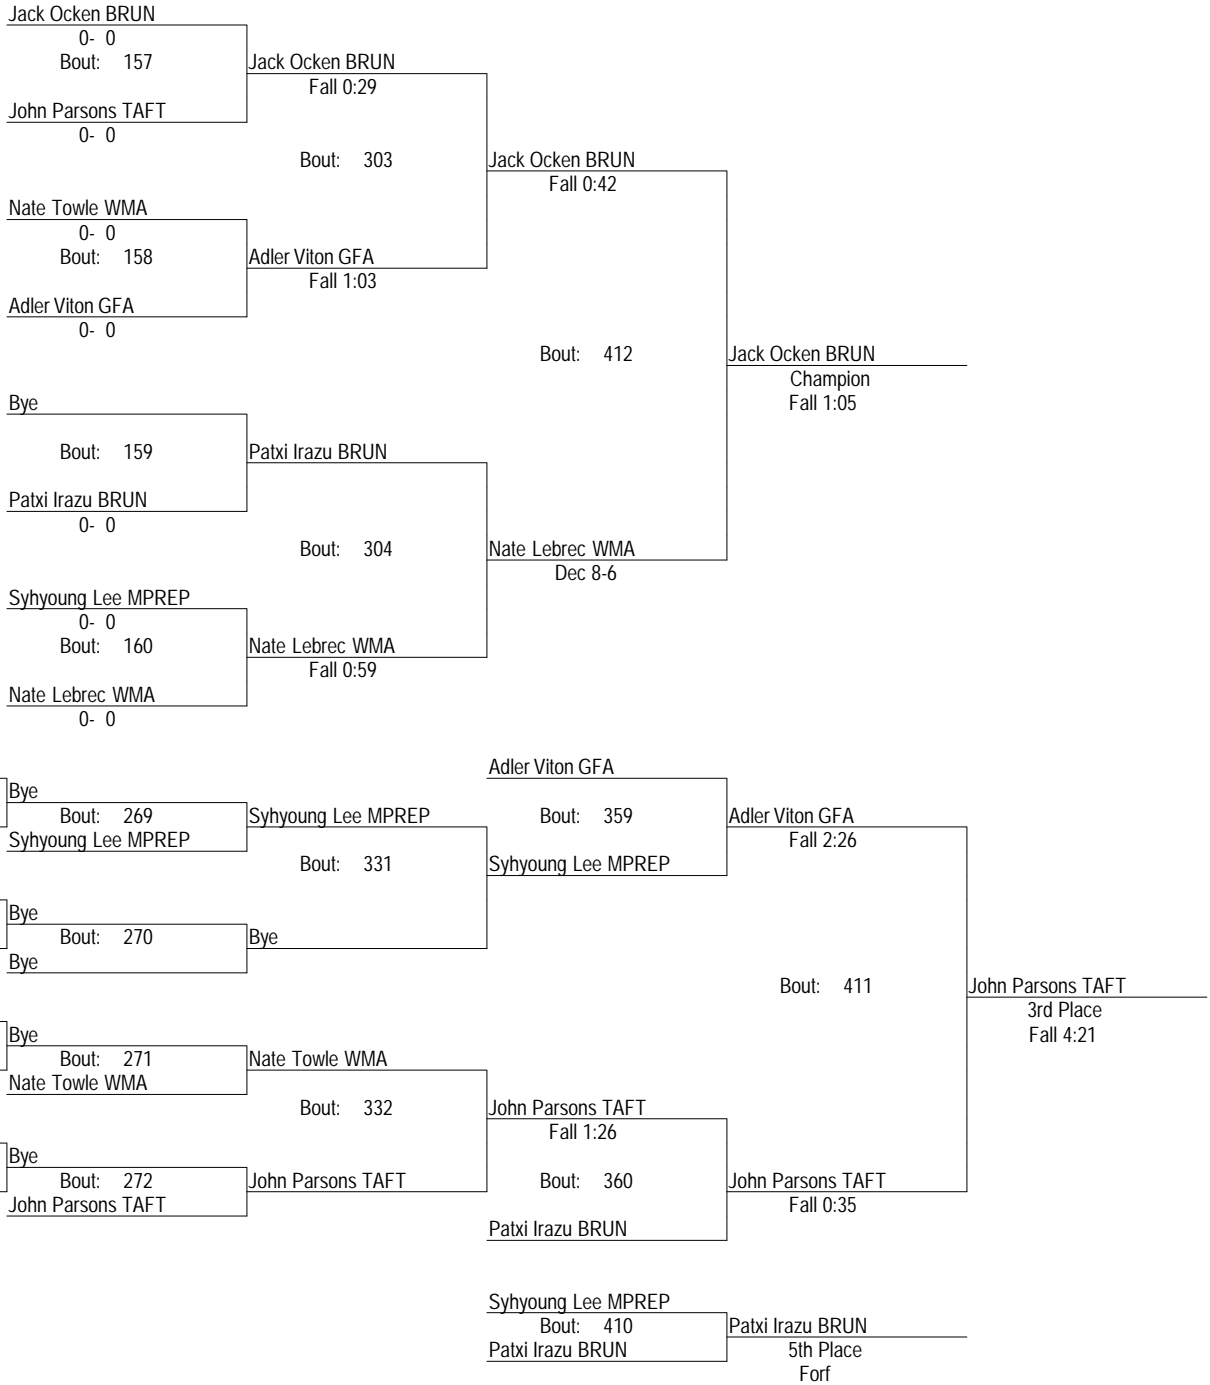 Jack Ocken BRUN
0- 0
Bout: 157
Jack Ocken BRUN
Fall 0:29
John Parsons TAFT
0- 0
Bout: 303
Jack Ocken BRUN
Fall 0:42
Nate Towle WMA
0- 0
Bout: 158
Adler Viton GFA
Fall 1:03
Adler Viton GFA
0- 0
Bout: 412
Jack Ocken BRUN
Champion
Fall 1:05
Bye
Bout: 159
Patxi Irazu BRUN
Patxi Irazu BRUN
0- 0
Bout: 304
Nate Lebrec WMA
Dec 8-6
Syhyoung Lee MPREP
0- 0
Bout: 160
Nate Lebrec WMA
Fall 0:59
Nate Lebrec WMA
0- 0
Adler Viton GFA
Bye
Bout: 269
Syhyoung Lee MPREP
Bout: 359
Adler Viton GFA
Fall 2:26
Syhyoung Lee MPREP
Bout: 331
Syhyoung Lee MPREP
Bye
Bout: 270
Bye
Bye
Bout: 411
John Parsons TAFT
3rd Place
Fall 4:21
Bye
Bout: 271
Nate Towle WMA
Nate Towle WMA
Bout: 332
John Parsons TAFT
Fall 1:26
Bye
Bout: 272
John Parsons TAFT
Bout: 360
John Parsons TAFT
Fall 0:35
John Parsons TAFT
Patxi Irazu BRUN
Syhyoung Lee MPREP
Bout: 410
Patxi Irazu BRUN
Patxi Irazu BRUN
5th Place
Forf